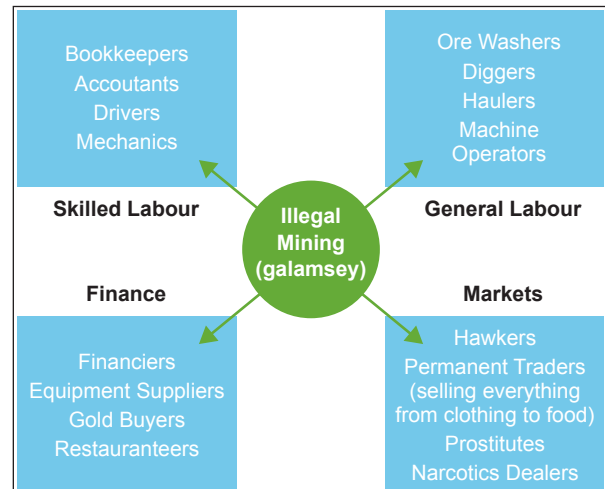 Bookkeepers
Accoutants
Drivers
Mechanics
Skilled Labour
Ore Washers
Diggers
Haulers
Machine
Operators
General Labour
Illegal
Mining
(galamsey)
Finance
Financiers
Equipment Suppliers
Gold Buyers
Restauranteers
Markets
Hawkers
Permanent Traders
(selling everything
from clothing to food)
Prostitutes
Narcotics Dealers